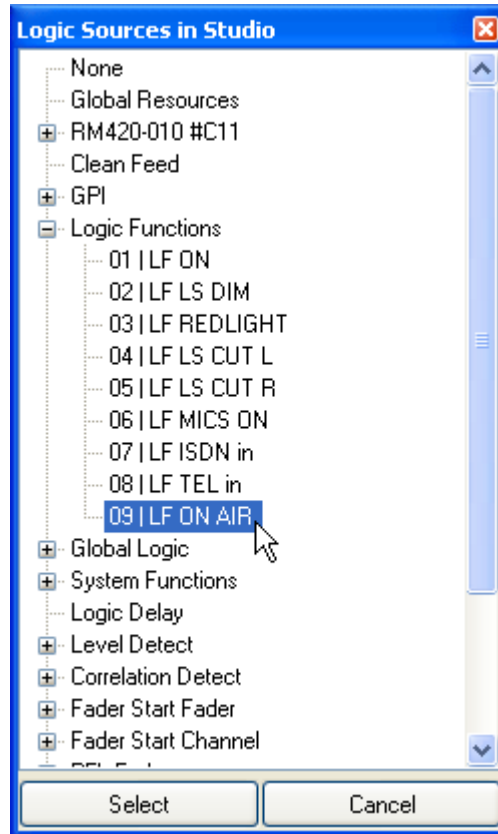 Logic Sources in Studio
None
Global Resources
RM420-010 #C11
Clean Feed
GPI
Logic Functions
01 | LF ON
02 | LF LS DIM
03 | LF REDLIGHT
04 | LF LS CUT L
05 | LF LS CUT R
06 | LF MICS ON
07 | LF ISDN in
08 | LF TEL in
09 | LF ON AIR
Global Logic
System Functions
Logic Delay
Level Detect
Correlation Detect
Fader Start Fader
Fader Start Channel
Select Cancel